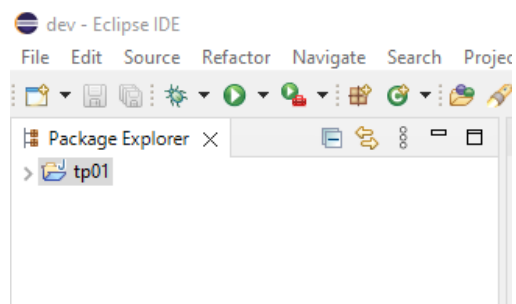 dev - Eclipse IDE
File Edit Source Refactor Navigate Search Projec
Package Explorer
tp01